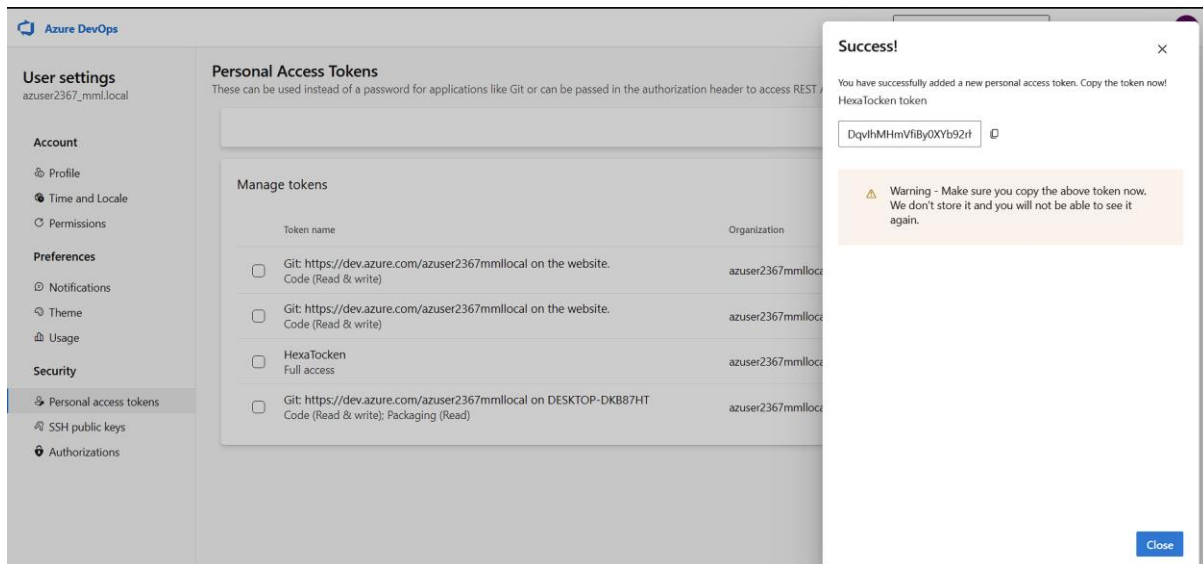 Azure DevOps
User settings
azuser2367_mml.local
Account
Profile
Time and Locale
Permissions
Preferences
Notifications
Theme
Usage
Security
Personal access tokens
SSH public keys
Authorizations
Personal Access Tokens
These can be used instead of a password for applications like Git or can be passed in the authorization header to access REST
Manage tokens
Token name Organization
Git: https://dev.azure.com/azuser2367mmllocal on the website. azuser2367mmlloca
Code (Read & write)
Git: https://dev.azure.com/azuser2367mmllocal on the website. azuser2367mmlloca
Code (Read & write)
HexaTocken azuser2367mmlloca
Full access
Git: https://dev.azure.com/azuser2367mmllocal on DESKTOP-DKB87HT azuser2367mmlloca
Code (Read & write); Packaging (Read)
Success!
You have successfully added a new personal access token. Copy the token now!
HexaTocken token
Warning - Make sure you copy the above token now.
We don't store it and you will not be able to see it
again.
Close